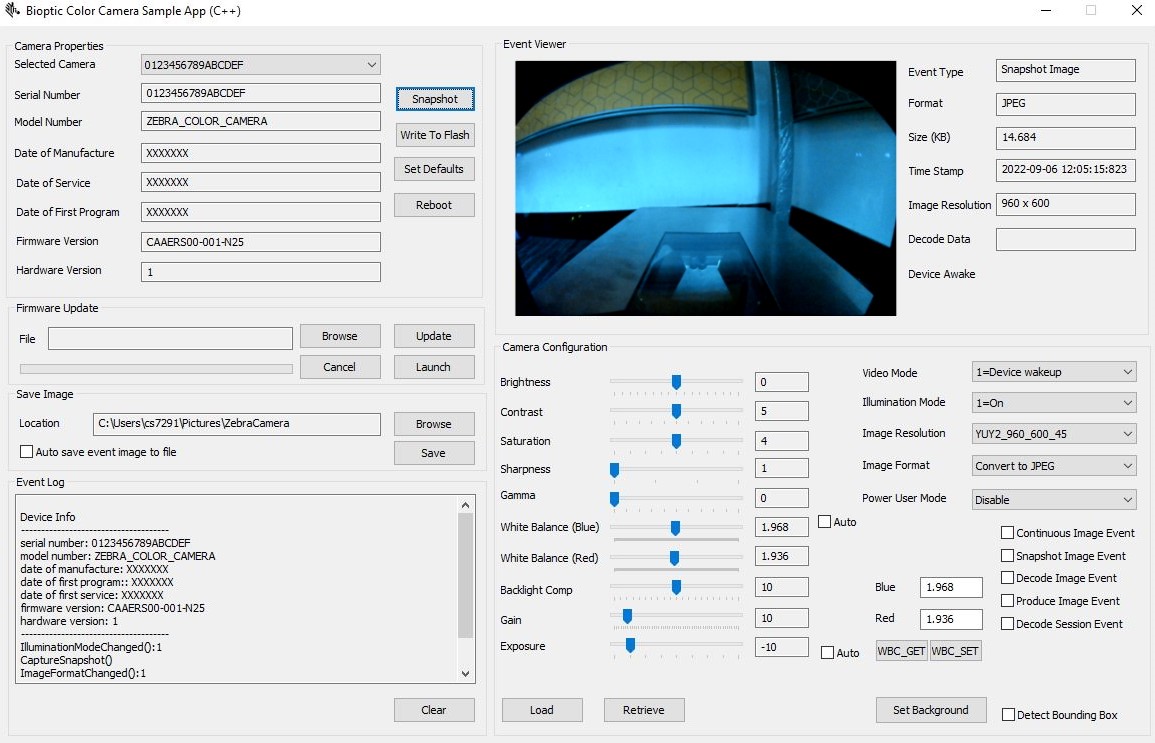 Bioptic Color Camera Sample App (C++)
Camera Properties
Selected Camera 0123456789ABCDEF
Serial Number 0123456789ABCDEF
Snapshot
Model Number ZEBRA_COLOR_CAMERA
Write To Flash
Date of Manufacture XXXXXXX
Set Defaults
Date of Service XXXXXXX
Reboot
Date of First Program XXXXXXX
Firmware Version CAAERS00-001-N25
Hardware Version 1
Firmware Update
File
Browse Update
Cancel Launch
Save Image
Location C:\Users\cs7291\Pictures\ZebraCamera Browse
Auto save event image to file Save
Event Log
Device Info
-------------------------------------
serial number: 0123456789ABCDEF
model number: ZEBRA_COLOR_CAMERA
date of manufacture: XXXXXXX
date of first program:: XXXXXXX
date of first service: XXXXXXX
firmware version: CAAERS00-001-N25
hardware version: 1
-------------------------------------
IlluminationModeChanged():1
CaptureSnapshot()
ImageFormatChanged():1
Clear
Event Viewer
Event Type Snapshot Image
Format JPEG
Size (KB) 14.684
Time Stamp 2022-09-06 12:05:15:823
Image Resolution 960 x 600
Decode Data
Device Awake
Camera Configuration
Brightness 0
Contrast 5
Saturation 4
Sharpness 1
Gamma 0
White Balance (Blue) 1.968 Auto
White Balance (Red) 1.936
Backlight Comp 10
Gain 10
Exposure -10 Auto
Load Retrieve
Video Mode 1=Device wakeup
Illumination Mode 1=On
Image Resolution YUY2_960_600_45
Image Format Convert to JPEG
Power User Mode Disable
Continuous Image Event
Snapshot Image Event
Decode Image Event
Produce Image Event
Decode Session Event
Blue 1.968
Red 1.936
WBC_GET WBC_SET
Set Background Detect Bounding Box